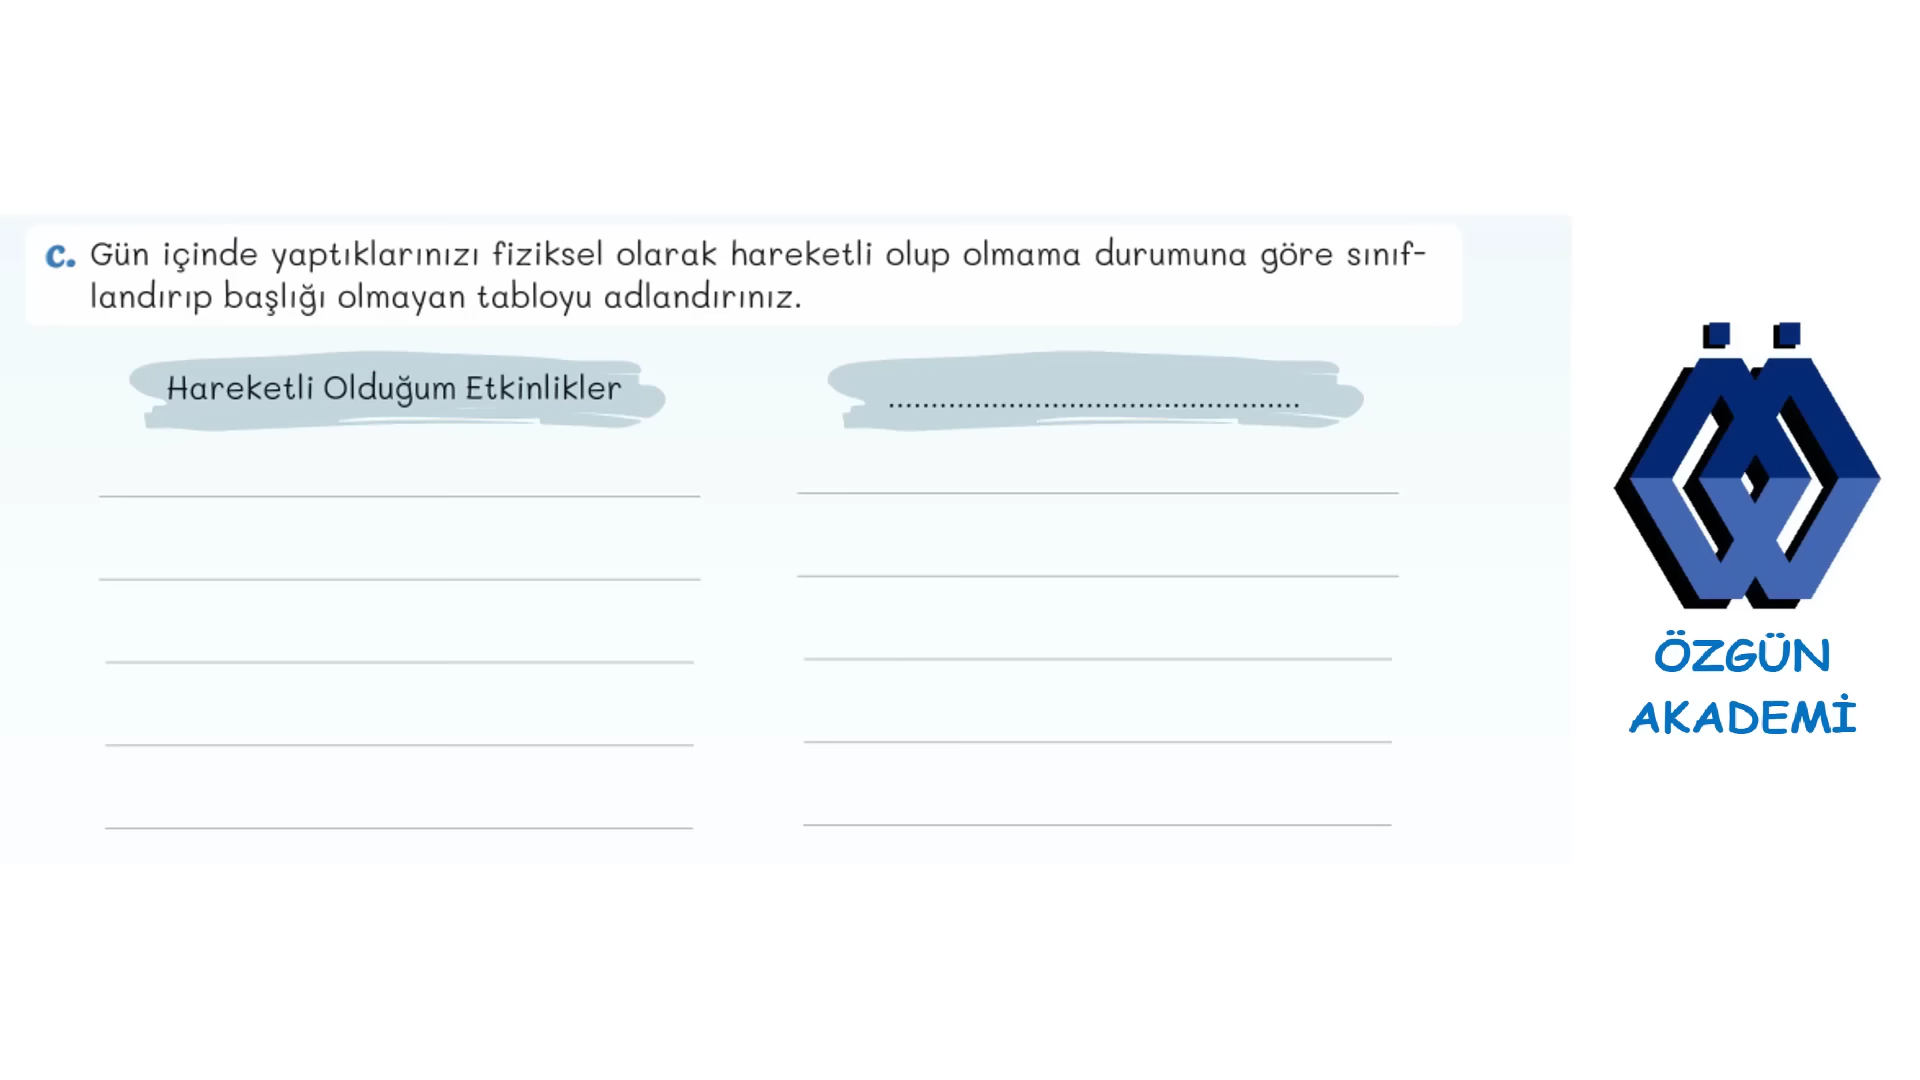 c. Gün içinde yaptıklarınızı fiziksel olarak hareketli olup olmama durumuna göre sınıf-
landırıp başlığı olmayan tabloyu adlandırınız.
Hareketli Olduğum Etkinlikler
................................................
ÖZGÜN
AKADEMİ